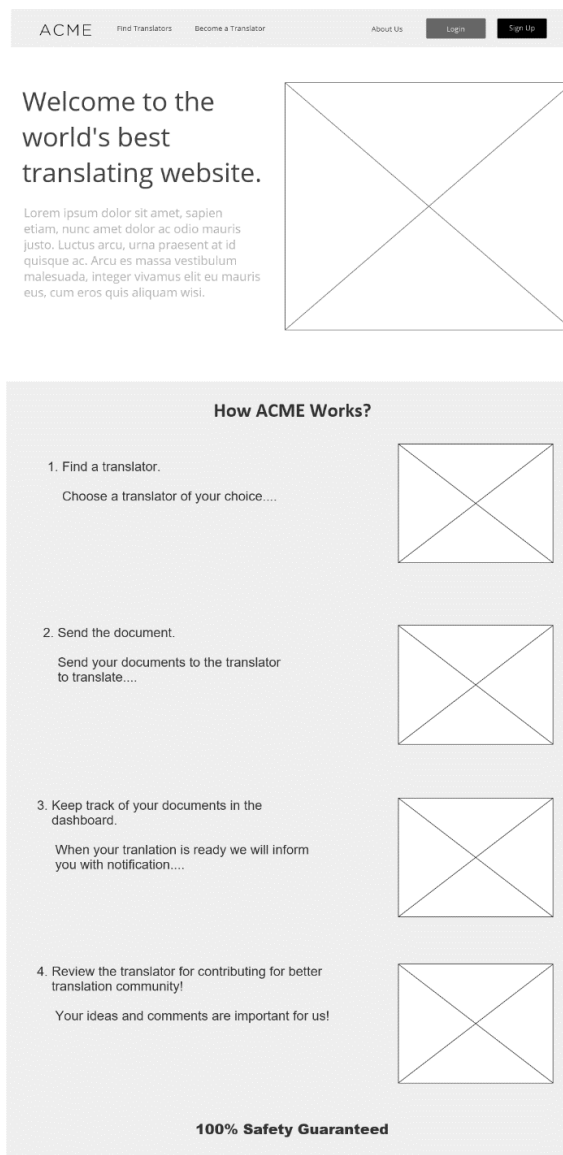 ACME Find Translators Become a Translator About Us Login Sign Up
Welcome to the
world's best
translating website.
Lorem ipsum dolor sit amet, sapien
etiam, nunc amet dolor ac odio mauris
justo. Luctus arcu, urna praesent at id
quisque ac. Arcu es massa vestibulum
malesuada, integer vivamus elit eu mauris
eus, cum eros quis aliquam wisi.
How ACME Works?
1. Find a translator.
Choose a translator of your choice....
2. Send the document.
Send your documents to the translator
to translate....
3. Keep track of your documents in the
dashboard.
When your tranlation is ready we will inform
you with notification....
4. Review the translator for contributing for better
translation community!
Your ideas and comments are important for us!
100% Safety Guaranteed